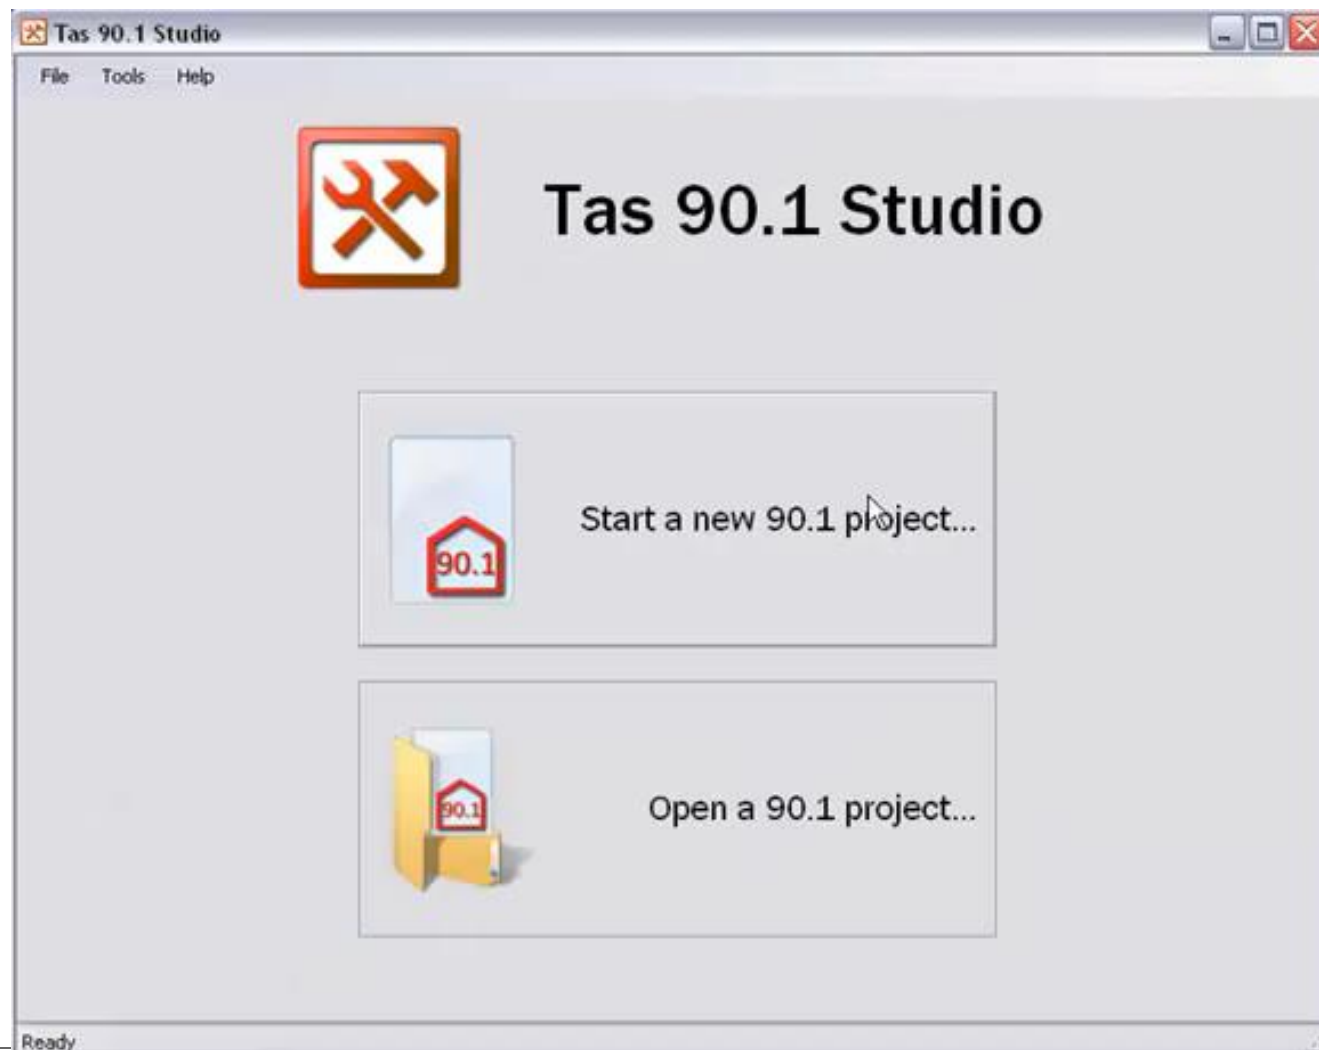 Tas 90.1 Studio
File Tools Help
Tas 90.1 Studio
90.1
Start a new 90.1 project...
90.1
Open a 90.1 project...
Ready